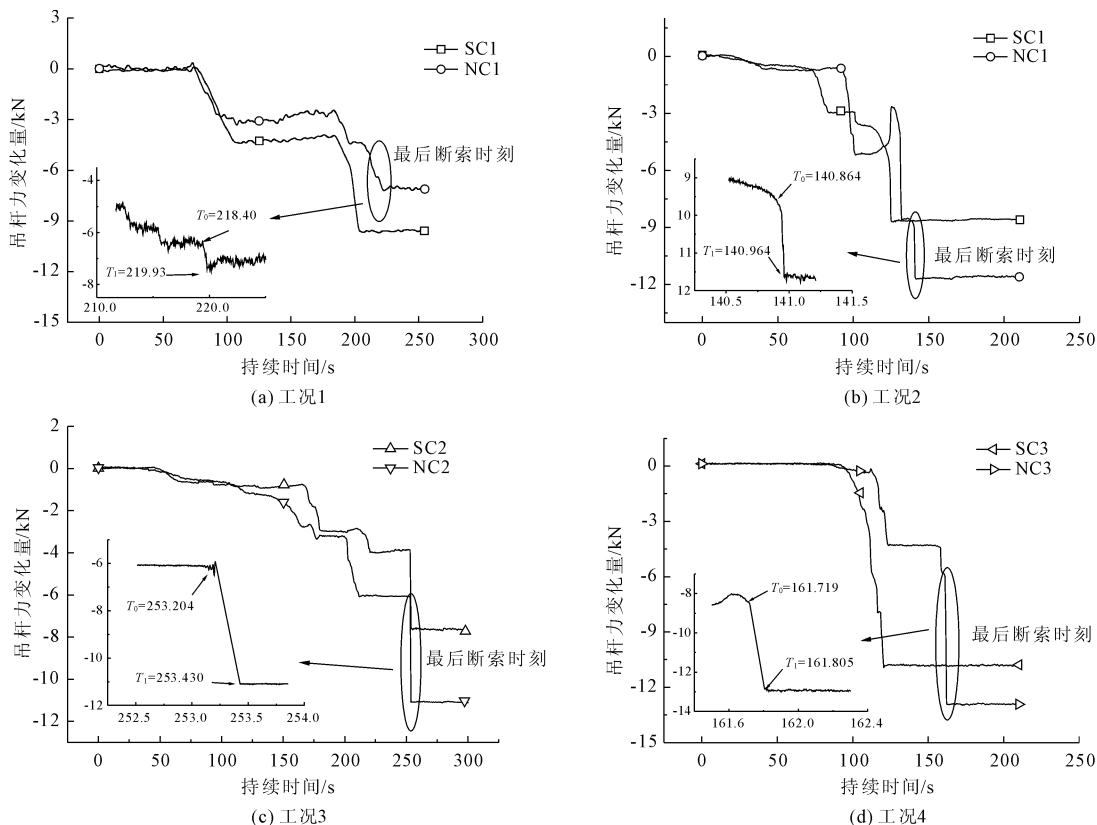 3
0
-3
-6
-9
-12
-15
吊杆力变化量/kN
SC1
NC1
最后断索时刻
-4
-6
-8
T0=218.40
T1=219.93
210.0 220.0
0 50 100 150 200 250 300
持续时间/s
(a) 工况1
0
-3
-6
-9
-12
-15
吊杆力变化量/kN
SC1
NC1
9
10
11
12
T0=140.864
T1=140.964
140.5 141.0 141.5
最后断索时刻
0 50 100 150 200 250
持续时间/s
(b) 工况2
2
0
-2
-4
-6
-8
-10
-12
吊杆力变化量/kN
SC2
NC2
-6
-8
-10
-12
T0=253.204
T1=253.430
252.5 253.0 253.5 254.0
最后断索时刻
0 50 100 150 200 250 300
持续时间/s
(c) 工况3
0
-3
-6
-9
-12
-15
吊杆力变化量/kN
SC3
NC3
-8
-10
-12
-14
T0=161.719
T1=161.805
161.6 162.0 162.4
最后断索时刻
0 50 100 150 200 250
持续时间/s
(d) 工况4